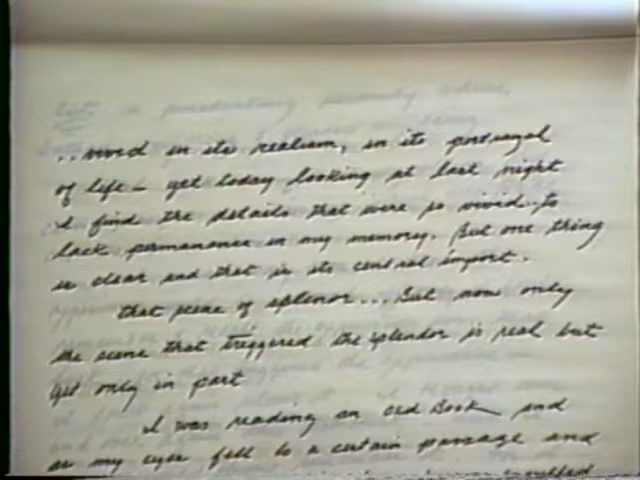 ..vivid in its realism, in its portrayal
of life - yet today looking at last night
I find the details that were so vivid..to
lack permanance in my memory. But one thing
is clear and that is its central import.
that scene of splenor... But now only
the scene that triggered the splendor is real but
yet only in part
I was reading an old Book and
as my eyes fell to a certain passage and